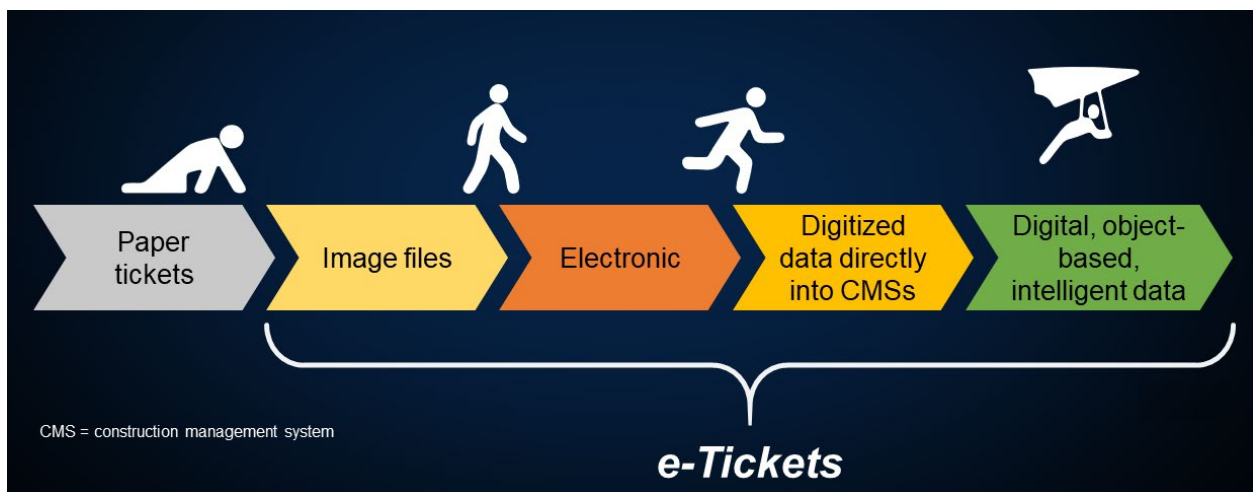 Paper
tickets
Image files
Electronic
Digitized
data directly
into CMSs
Digital, object-
based,
intelligent data
CMS = construction management system
e-Tickets